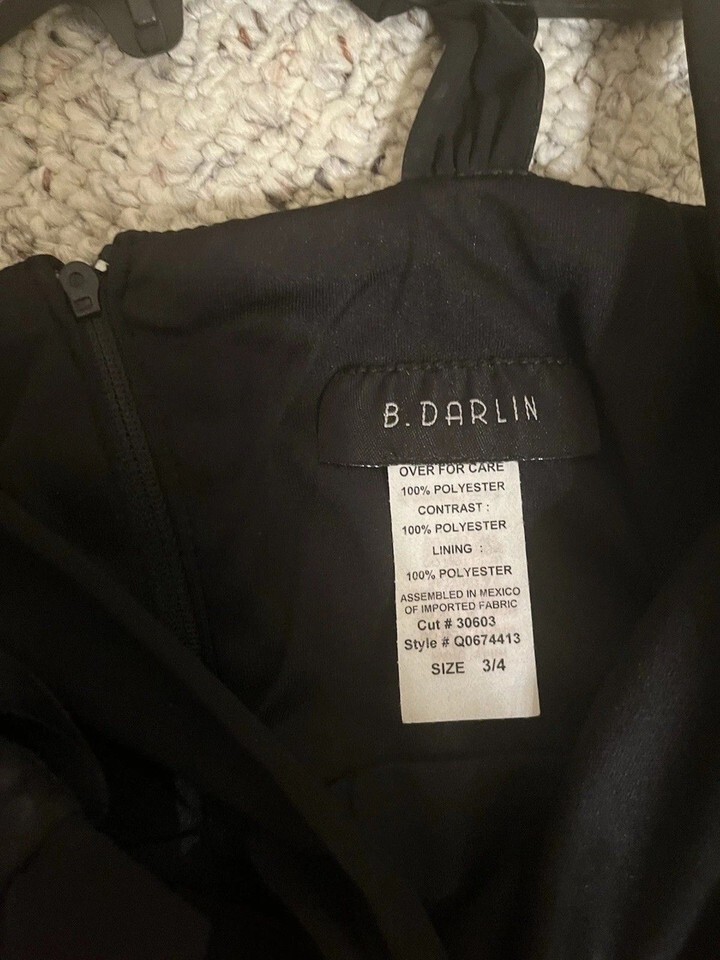 B. DARLIN
OVER FOR CARE
100% POLYESTER
CONTRAST :
100% POLYESTER
LINING :
100% POLYESTER
ASSEMBLED IN MEXICO
OF IMPORTED FABRIC
Cut # 30603
Style # Q0674413
SIZE 3/4